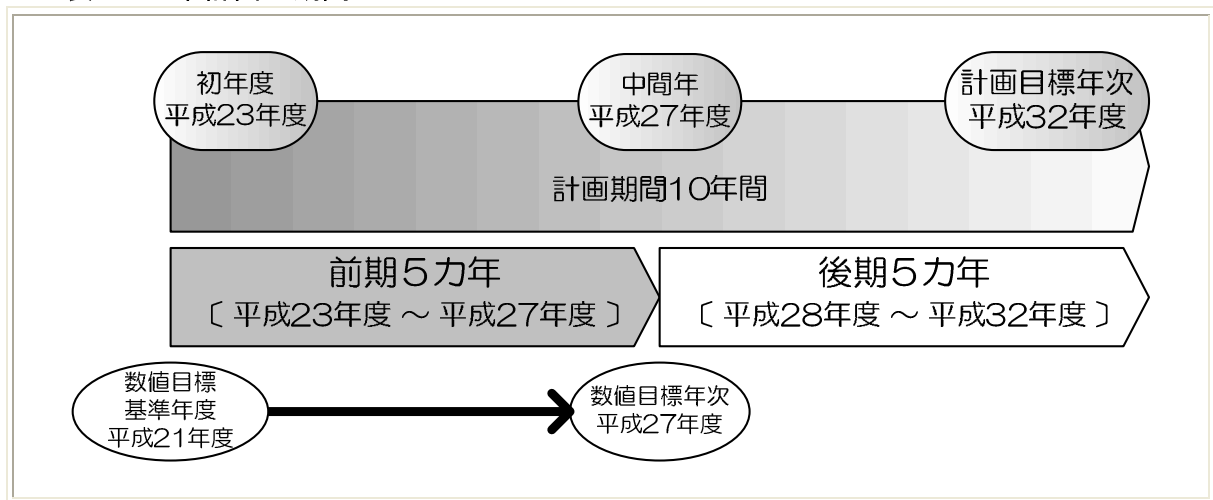 初年度
平成23年度
中間年
平成27年度
計画目標年次
平成32年度
計画期間10年間
前期5カ年
〔 平成23年度 ～ 平成27年度 〕
後期5カ年
〔 平成28年度 ～ 平成32年度 〕
数値目標
基準年度
平成21年度
数値目標年次
平成27年度